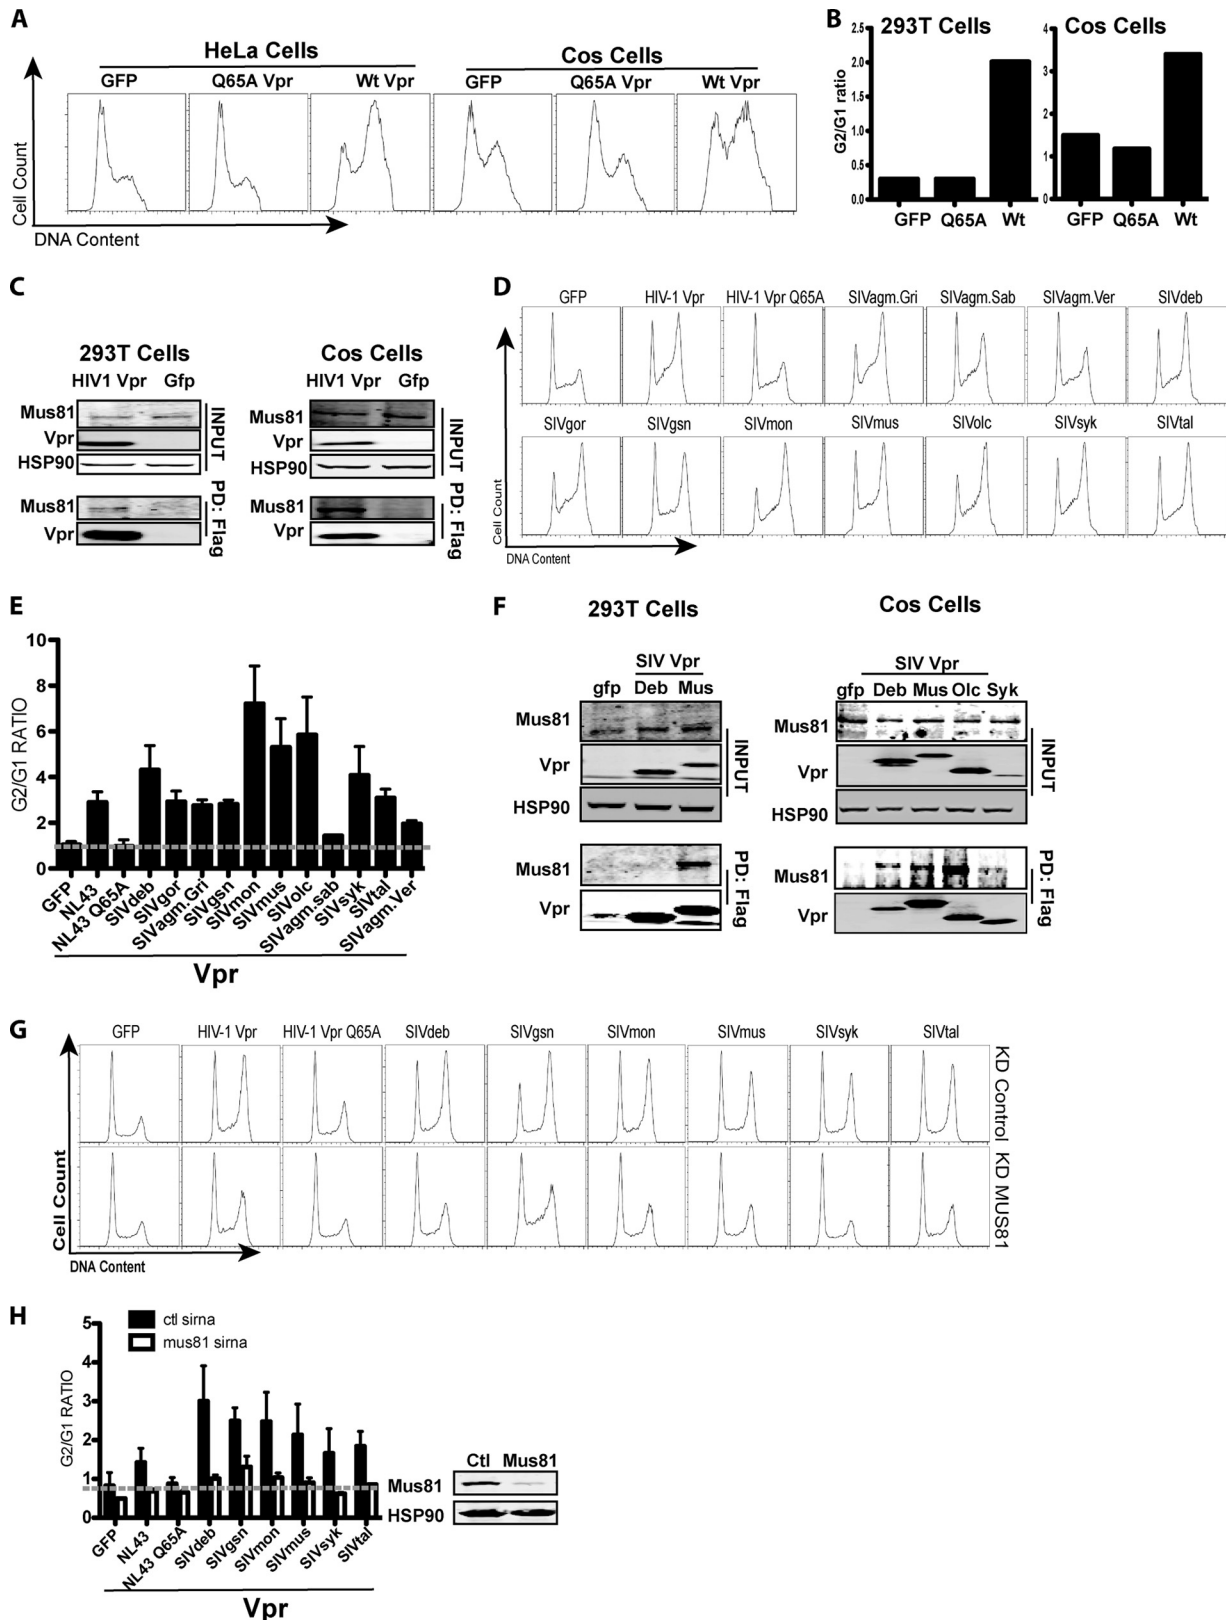 A
HeLa Cells
Cos Cells
GFP Q65A Vpr Wt Vpr GFP Q65A Vpr Wt Vpr
Cell Count
DNA Content
B
293T Cells Cos Cells
G2/G1 ratio
2.5
2.0
1.5
1.0
0.5
0.0
GFP Q65A Wt
4
3
2
1
0
GFP Q65A Wt
C
293T Cells
HIV1 Vpr Gfp
Mus81
Vpr
HSP90
INPUT
Mus81
Vpr
PD: Flag
Cos Cells
HIV1 Vpr Gfp
Mus81
Vpr
HSP90
INPUT
Mus81
Vpr
PD: Flag
D
GFP HIV-1 Vpr HIV-1 Vpr Q65A SIVagm.Gri SIVagm.Sab SIVagm.Ver SIVdeb
SIVgor SIVgsn SIVmon SIVmus SIVolc SIVsyk SIVtal
Cell Count
DNA Content
E
G2/G1 RATIO
10
8
6
4
2
0
GFP
NL43
NL43 Q65A
SIVdeb
SIVgor
SIVagm.Gri
SIVgsn
SIVmon
SIVmus
SIVolc
SIVagm.sab
SIVsyk
SIVtal
SIVagm.Ver
Vpr
F
293T Cells
SIV Vpr
gfp Deb Mus
Mus81
Vpr
HSP90
INPUT
Mus81
Vpr
PD: Flag
Cos Cells
SIV Vpr
gfp Deb Mus Olc Syk
Mus81
Vpr
HSP90
INPUT
Mus81
Vpr
PD: Flag
G
GFP HIV-1 Vpr HIV-1 Vpr Q65A SIVdeb SIVgsn SIVmon SIVmus SIVsyk SIVtal
KD Control
KD MUS81
Cell Count
DNA Content
H
ctl sirna
mus81 sirna
G2/G1 RATIO
5
4
3
2
1
0
GFP
NL43
NL43 Q65A
SIVdeb
SIVgsn
SIVmon
SIVmus
SIVsyk
SIVtal
Vpr
Ctl Mus81
Mus81
HSP90